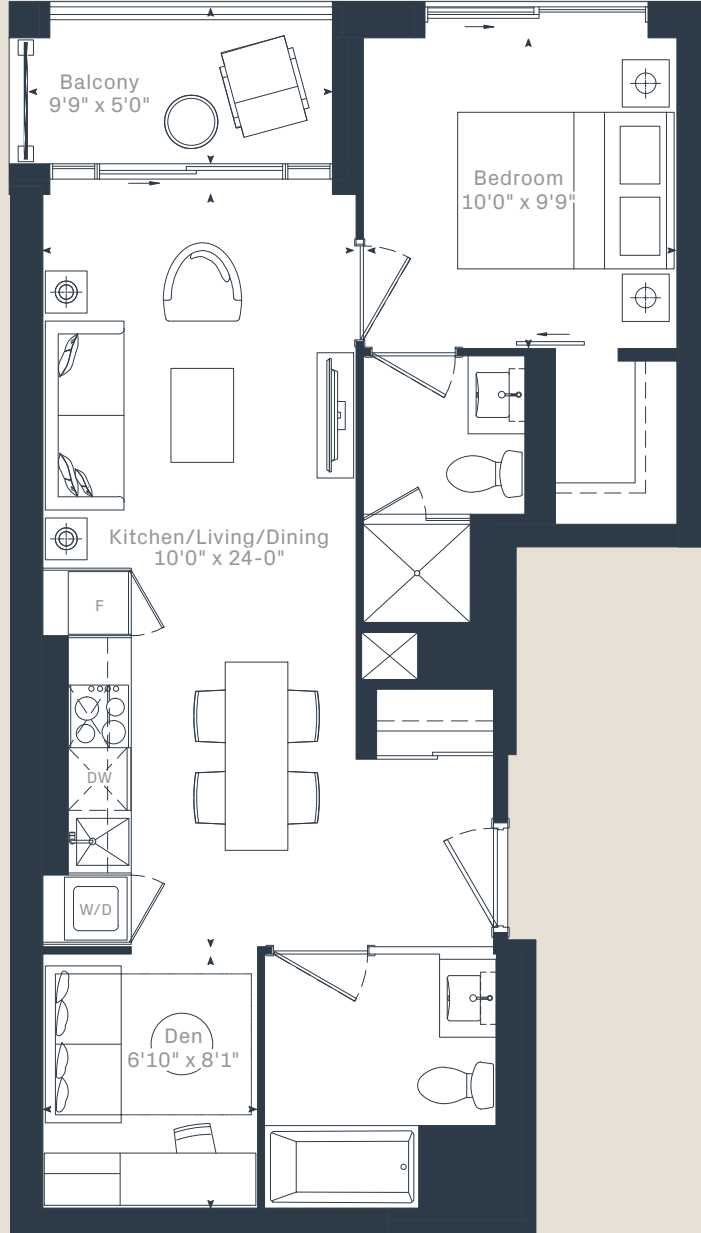 Balcony
9'9" x 5'0"
Bedroom
10'0" x 9'9"
Kitchen/Living/Dining
10'0" x 24-0"
F
DW
W/D
Den
6'10" x 8'1"